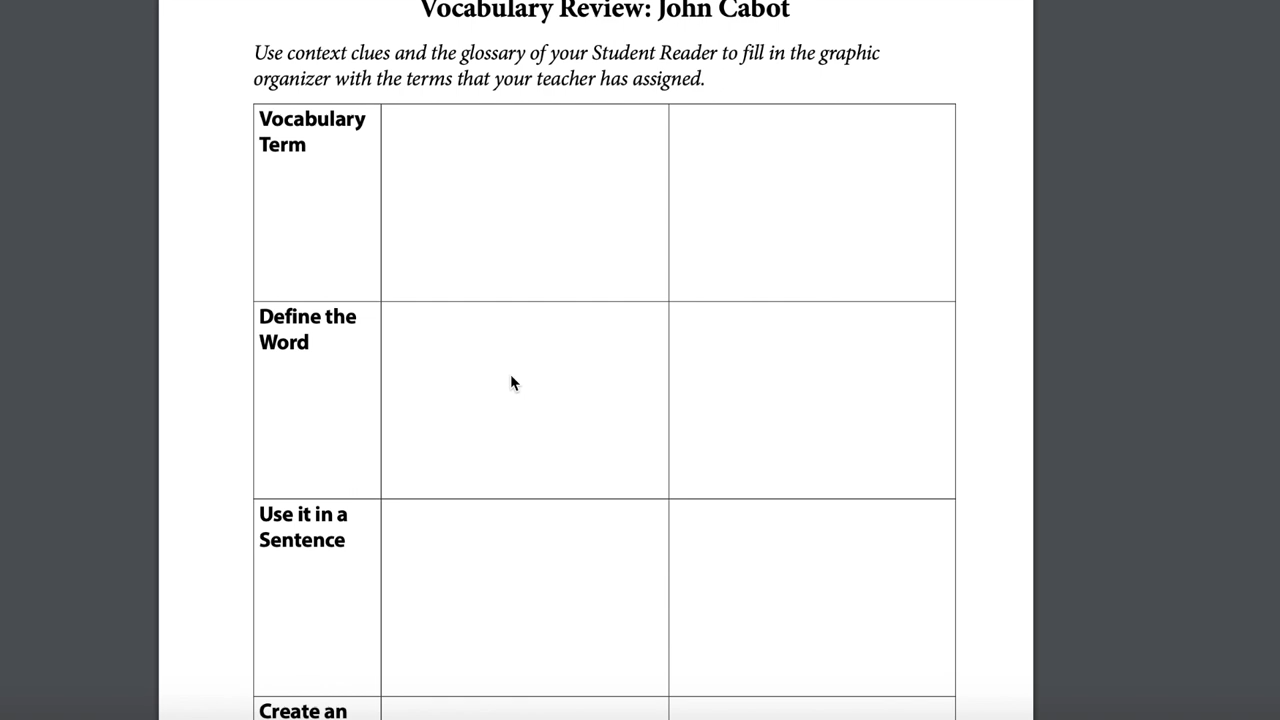 Vocabulary Review: John Cabot
Use context clues and the glossary of your Student Reader to fill in the graphic
organizer with the terms that your teacher has assigned.
Vocabulary
Term
Define the
Word
Use it in a
Sentence
Create an